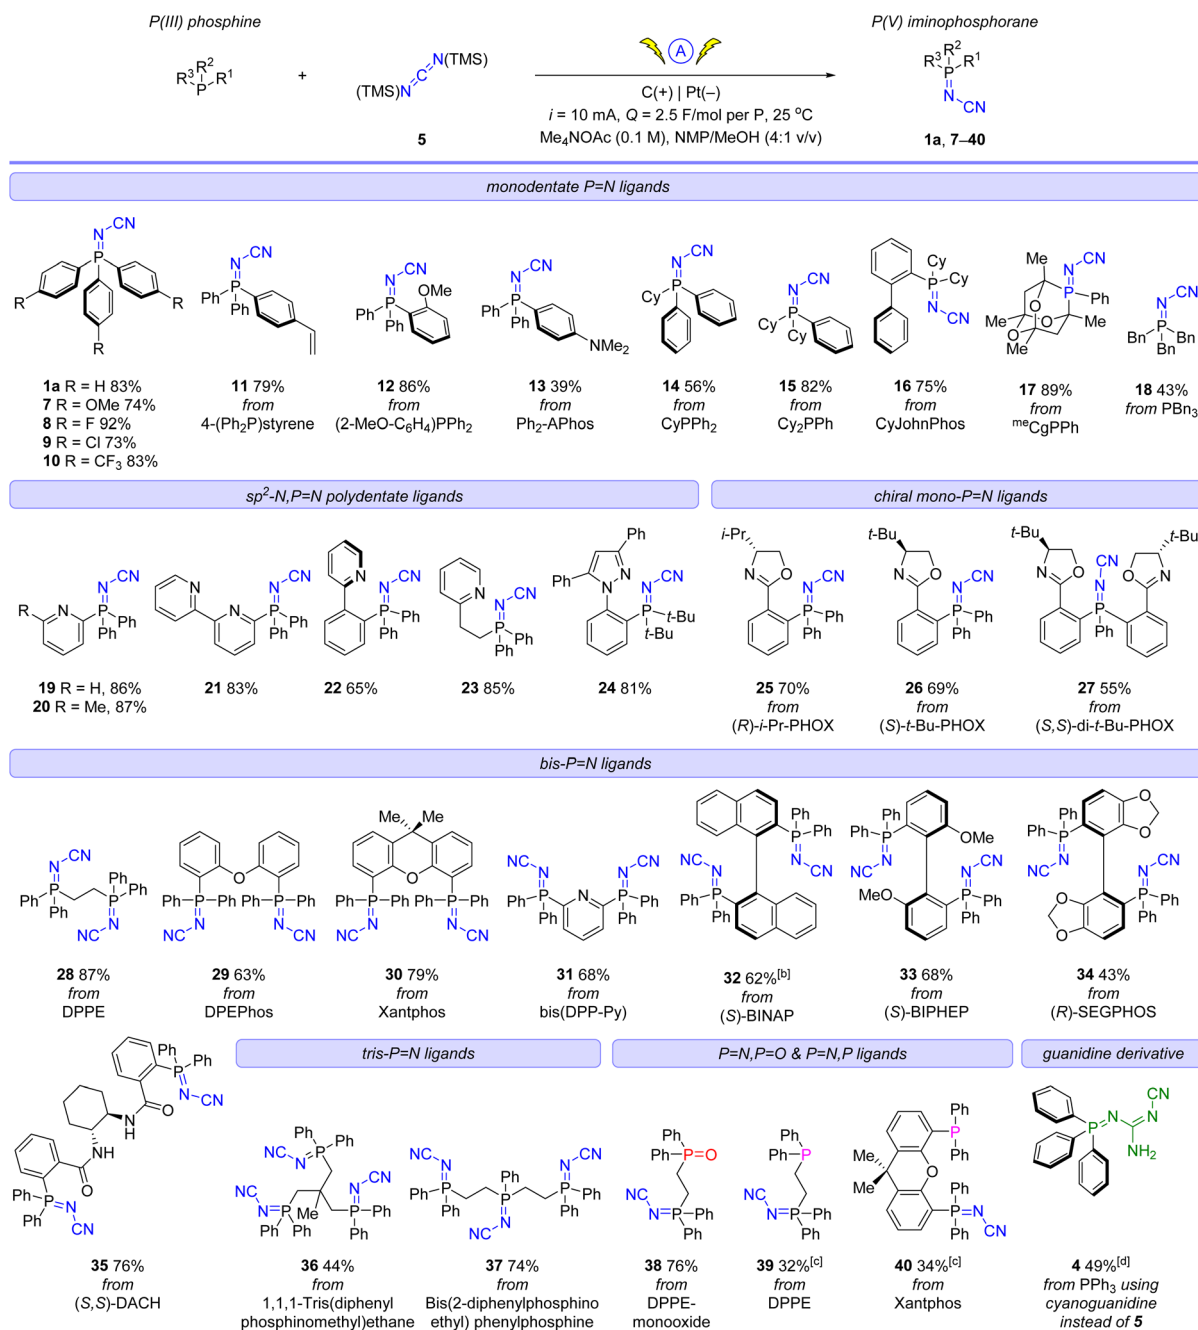 P(III) phosphine
P(V) iminophosphorane
R3 R2 R1 P
+
N(TMS)
C
(TMS)N
5
A
C(+) | Pt(–)
i = 10 mA, Q = 2.5 F/mol per P, 25 °C
Me4NOAc (0.1 M), NMP/MeOH (4:1 v/v)
R3 R2 R1 P N CN
1a, 7–40
monodentate P=N ligands
1a R = H 83%
7 R = OMe 74%
8 R = F 92%
9 R = Cl 73%
10 R = CF3 83%
11 79%
from
4-(Ph2P)styrene
12 86%
from
(2-MeO-C6H4)PPh2
13 39%
from
Ph2-APhos
14 56%
from
CyPPh2
15 82%
from
Cy2PPh
16 75%
from
CyJohnPhos
17 89%
from
meCgPPh
18 43%
from PBn3
sp2-N,P=N polydentate ligands
chiral mono-P=N ligands
19 R = H, 86%
20 R = Me, 87%
21 83%
22 65%
23 85%
24 81%
25 70%
from
(R)-i-Pr-PHOX
26 69%
from
(S)-t-Bu-PHOX
27 55%
from
(S,S)-di-t-Bu-PHOX
bis-P=N ligands
28 87%
from
DPPE
29 63%
from
DPEPhos
30 79%
from
Xantphos
31 68%
from
bis(DPP-Py)
32 62%[b]
from
(S)-BINAP
33 68%
from
(S)-BIPHEP
34 43%
from
(R)-SEGPHOS
tris-P=N ligands
P=N,P=O & P=N,P ligands
guanidine derivative
35 76%
from
(S,S)-DACH
36 44%
from
1,1,1-Tris(diphenyl
phosphinomethyl)ethane
37 74%
from
Bis(2-diphenylphosphino
ethyl) phenylphosphine
38 76%
from
DPPE-
monooxide
39 32%[c]
from
DPPE
40 34%[c]
from
Xantphos
4 49%[d]
from PPh3 using
cyanoguanidine
instead of 5